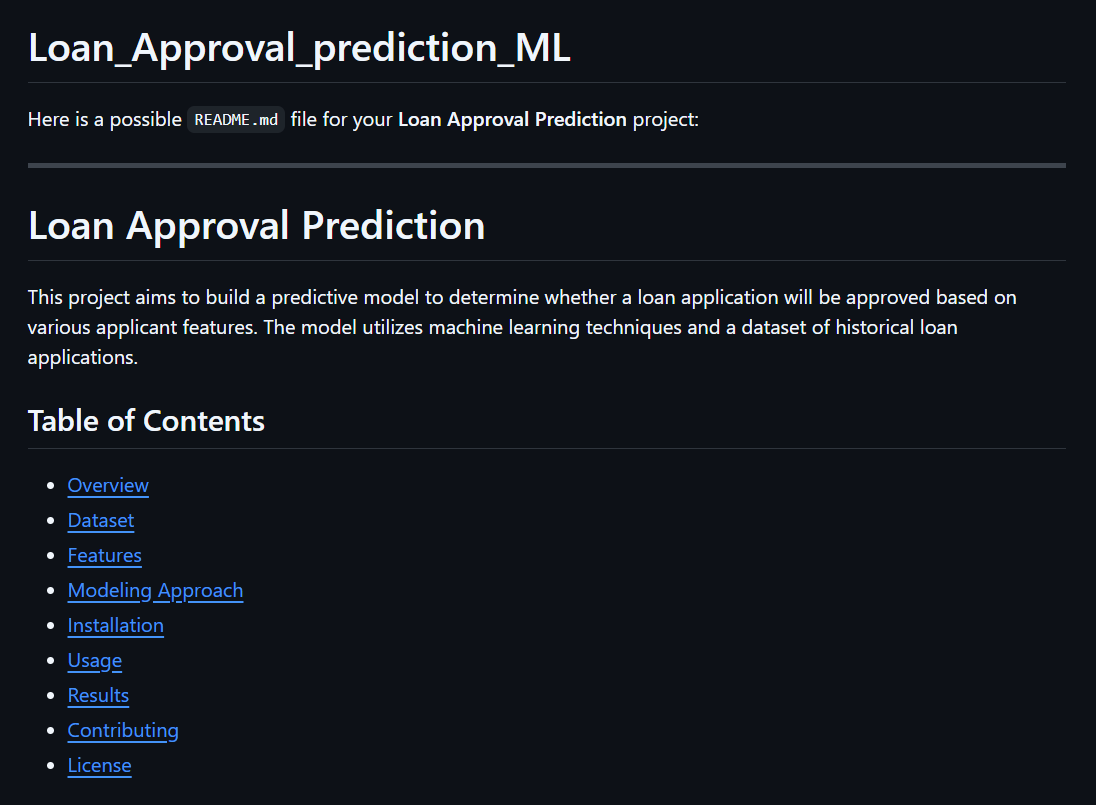 Loan_Approval_prediction_ML
Here is a possible README.md file for your Loan Approval Prediction project:
Loan Approval Prediction
This project aims to build a predictive model to determine whether a loan application will be approved based on
various applicant features. The model utilizes machine learning techniques and a dataset of historical loan
applications.
Table of Contents
Overview
Dataset
Features
Modeling Approach
Installation
Usage
Results
Contributing
License